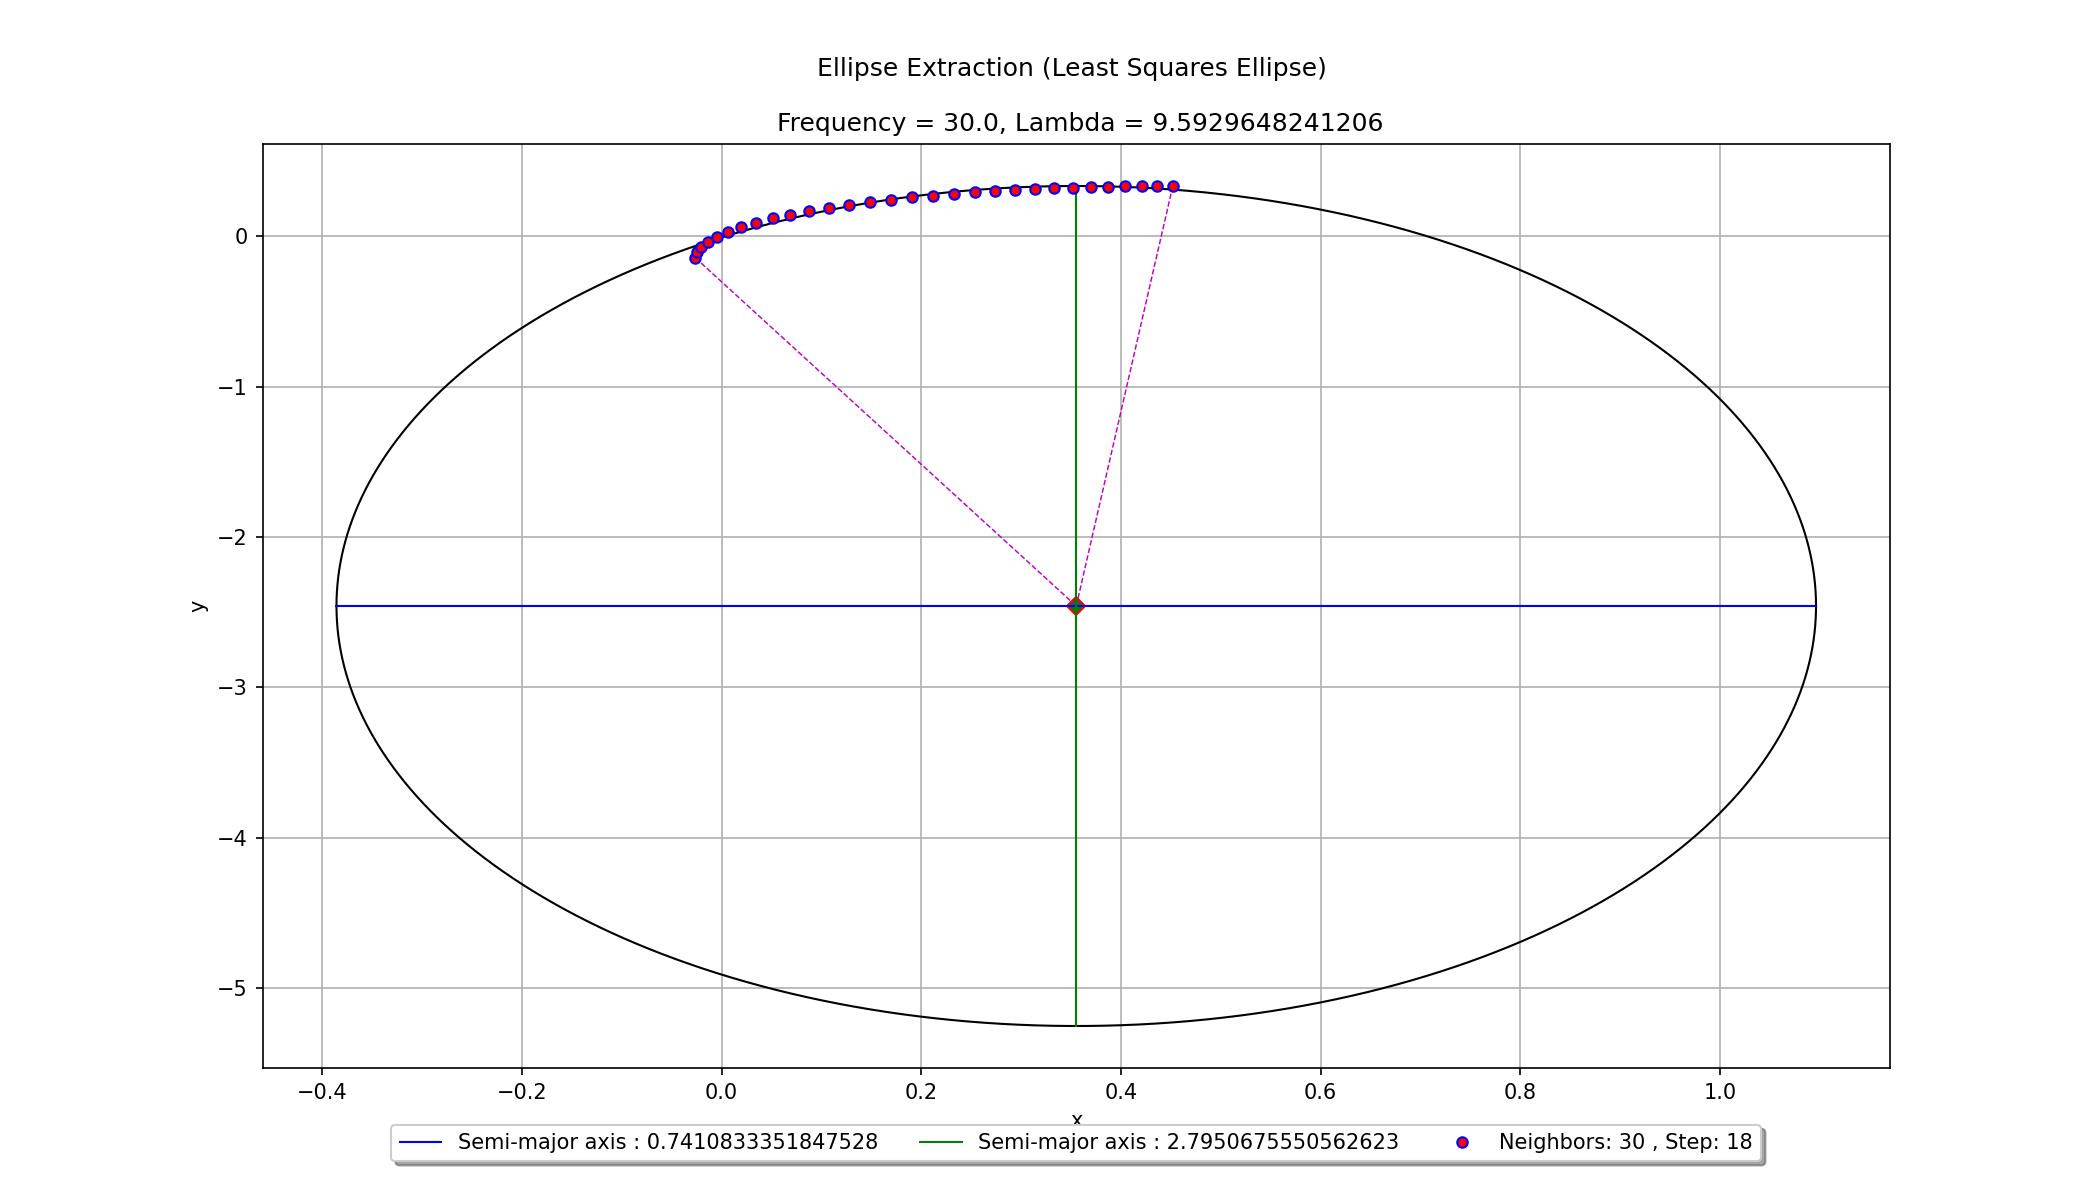 Ellipse Extraction (Least Squares Ellipse)
Frequency = 30.0, Lambda = 9.5929648241206
0
−1
−2
−3
−4
−5
y
−0.4 −0.2 0.0 0.2 0.4 0.6 0.8 1.0
x
Semi-major axis : 0.7410833351847528 Semi-major axis : 2.7950675550562623 Neighbors: 30 , Step: 18